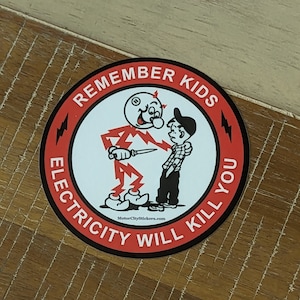 REMEMBER KIDS
ELECTRICITY WILL KILL YOU
MotorCityStickers.com